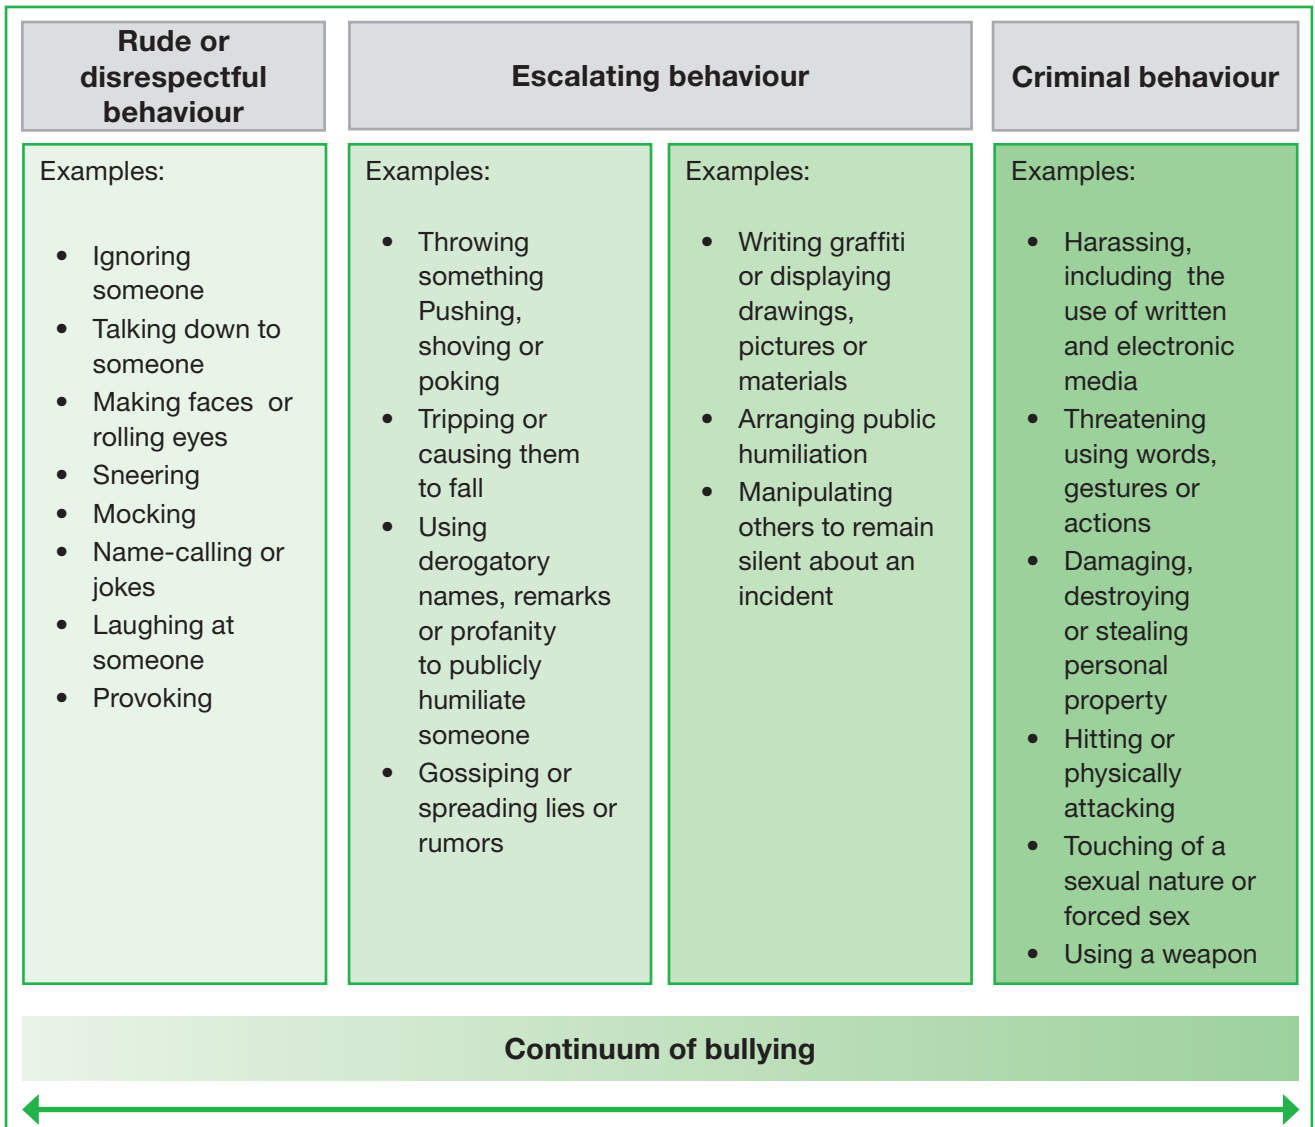 Rude or
disrespectful
behaviour
Escalating behaviour
Criminal behaviour
Examples:
• Ignoring
someone
• Talking down to
someone
• Making faces  or
rolling eyes
• Sneering
• Mocking
• Name-calling or
jokes
• Laughing at
someone
• Provoking
Examples:
• Throwing
something
Pushing,
shoving or
poking
• Tripping or
causing them
to fall
• Using
derogatory
names, remarks
or profanity
to publicly
humiliate
someone
• Gossiping or
spreading lies or
rumors
Examples:
• Writing graffiti
or displaying
drawings,
pictures or
materials
• Arranging public
humiliation
• Manipulating
others to remain
silent about an
incident
Examples:
• Harassing,
including  the
use of written
and electronic
media
• Threatening
using words,
gestures or
actions
• Damaging,
destroying
or stealing
personal
property
• Hitting or
physically
attacking
• Touching of a
sexual nature or
forced sex
• Using a weapon
Continuum of bullying